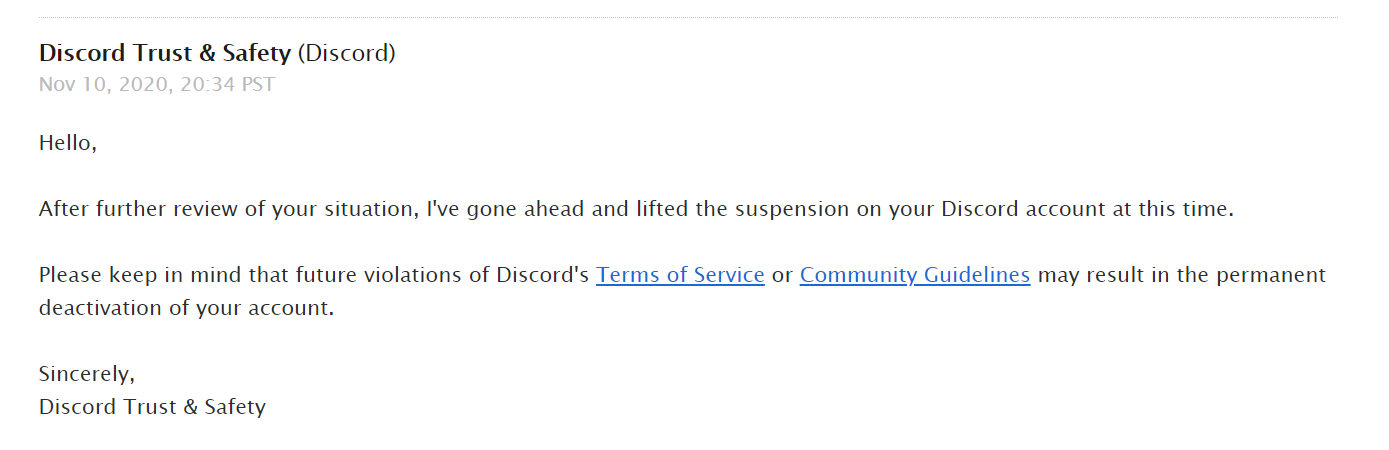 Discord Trust & Safety (Discord)
Nov 10, 2020, 20:34 PST
Hello,
After further review of your situation, I've gone ahead and lifted the suspension on your Discord account at this time.
Please keep in mind that future violations of Discord's Terms of Service or Community Guidelines may result in the permanent
deactivation of your account.
Sincerely,
Discord Trust & Safety